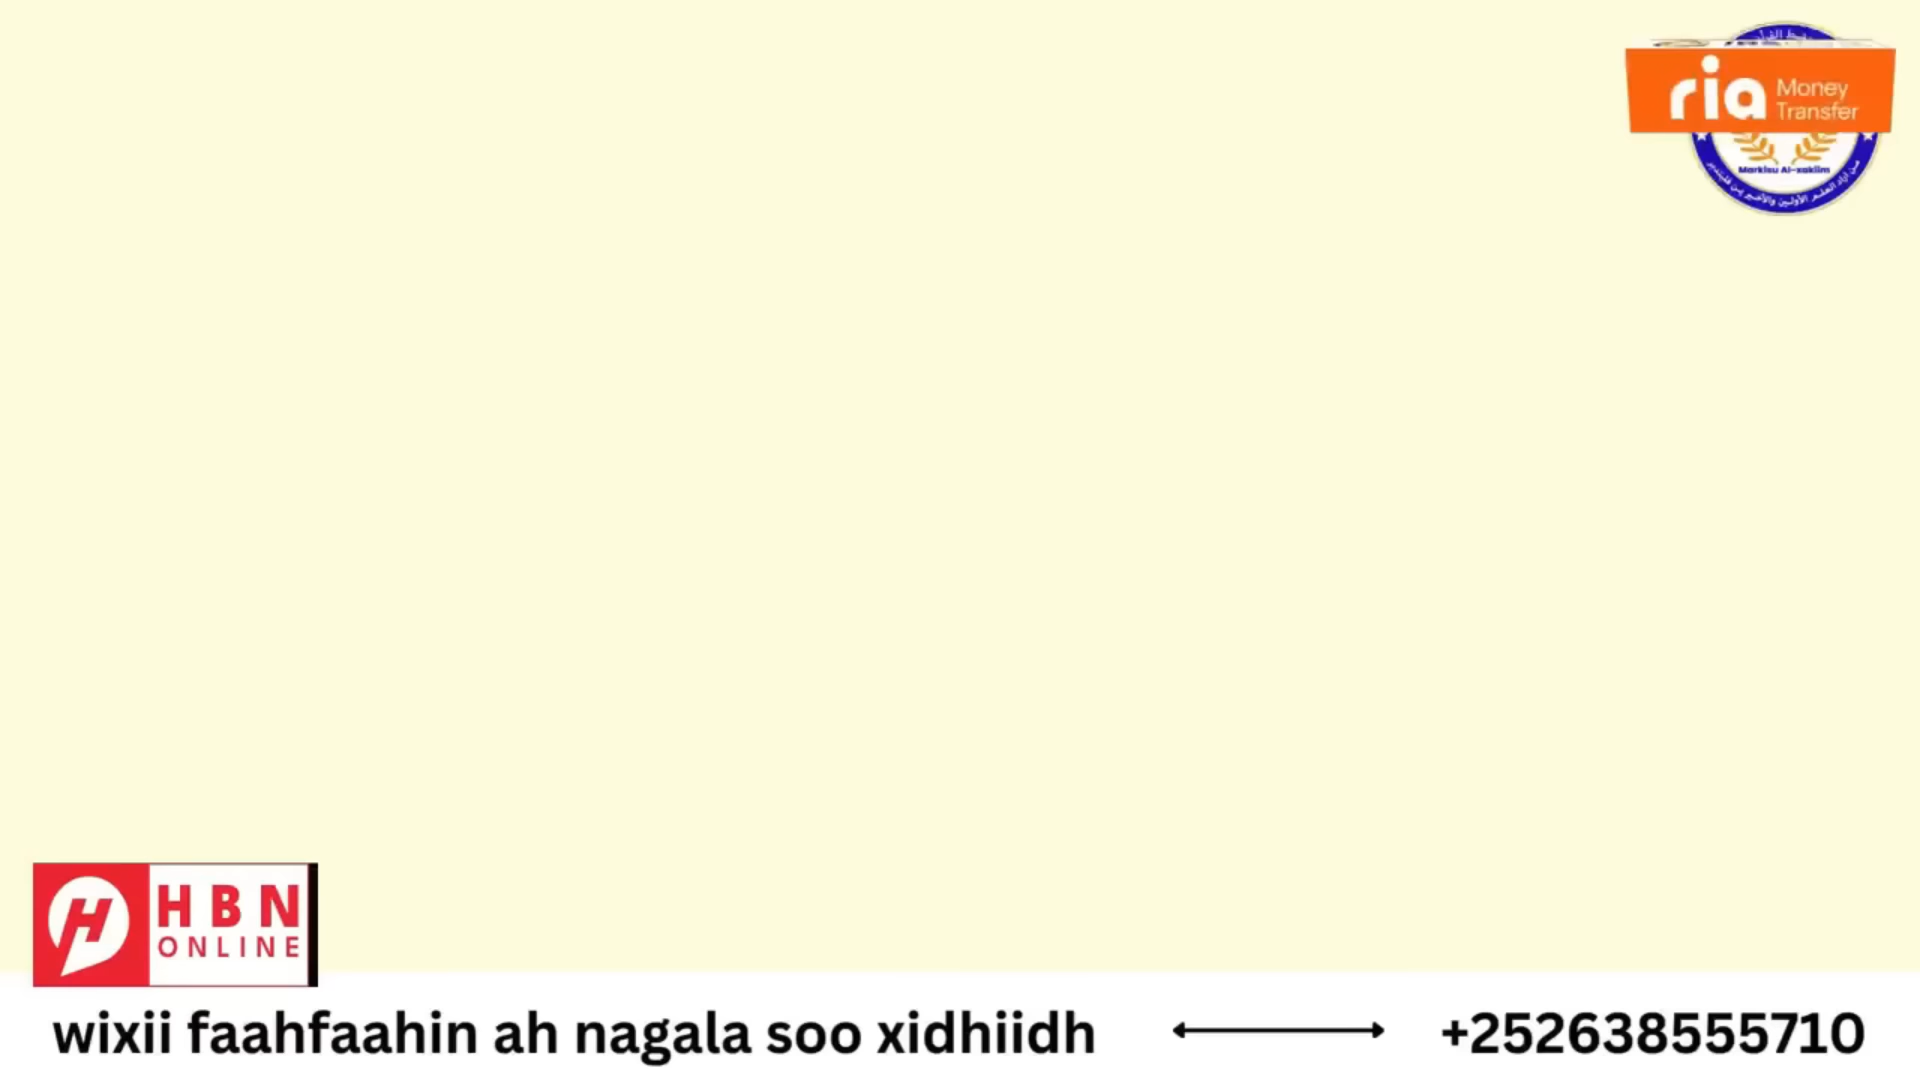 ria Money
Transfer
Markisu Al-xakiim
HBN
ONLINE
wixii faahfaahin ah nagala soo xidhiidh
+252638555710